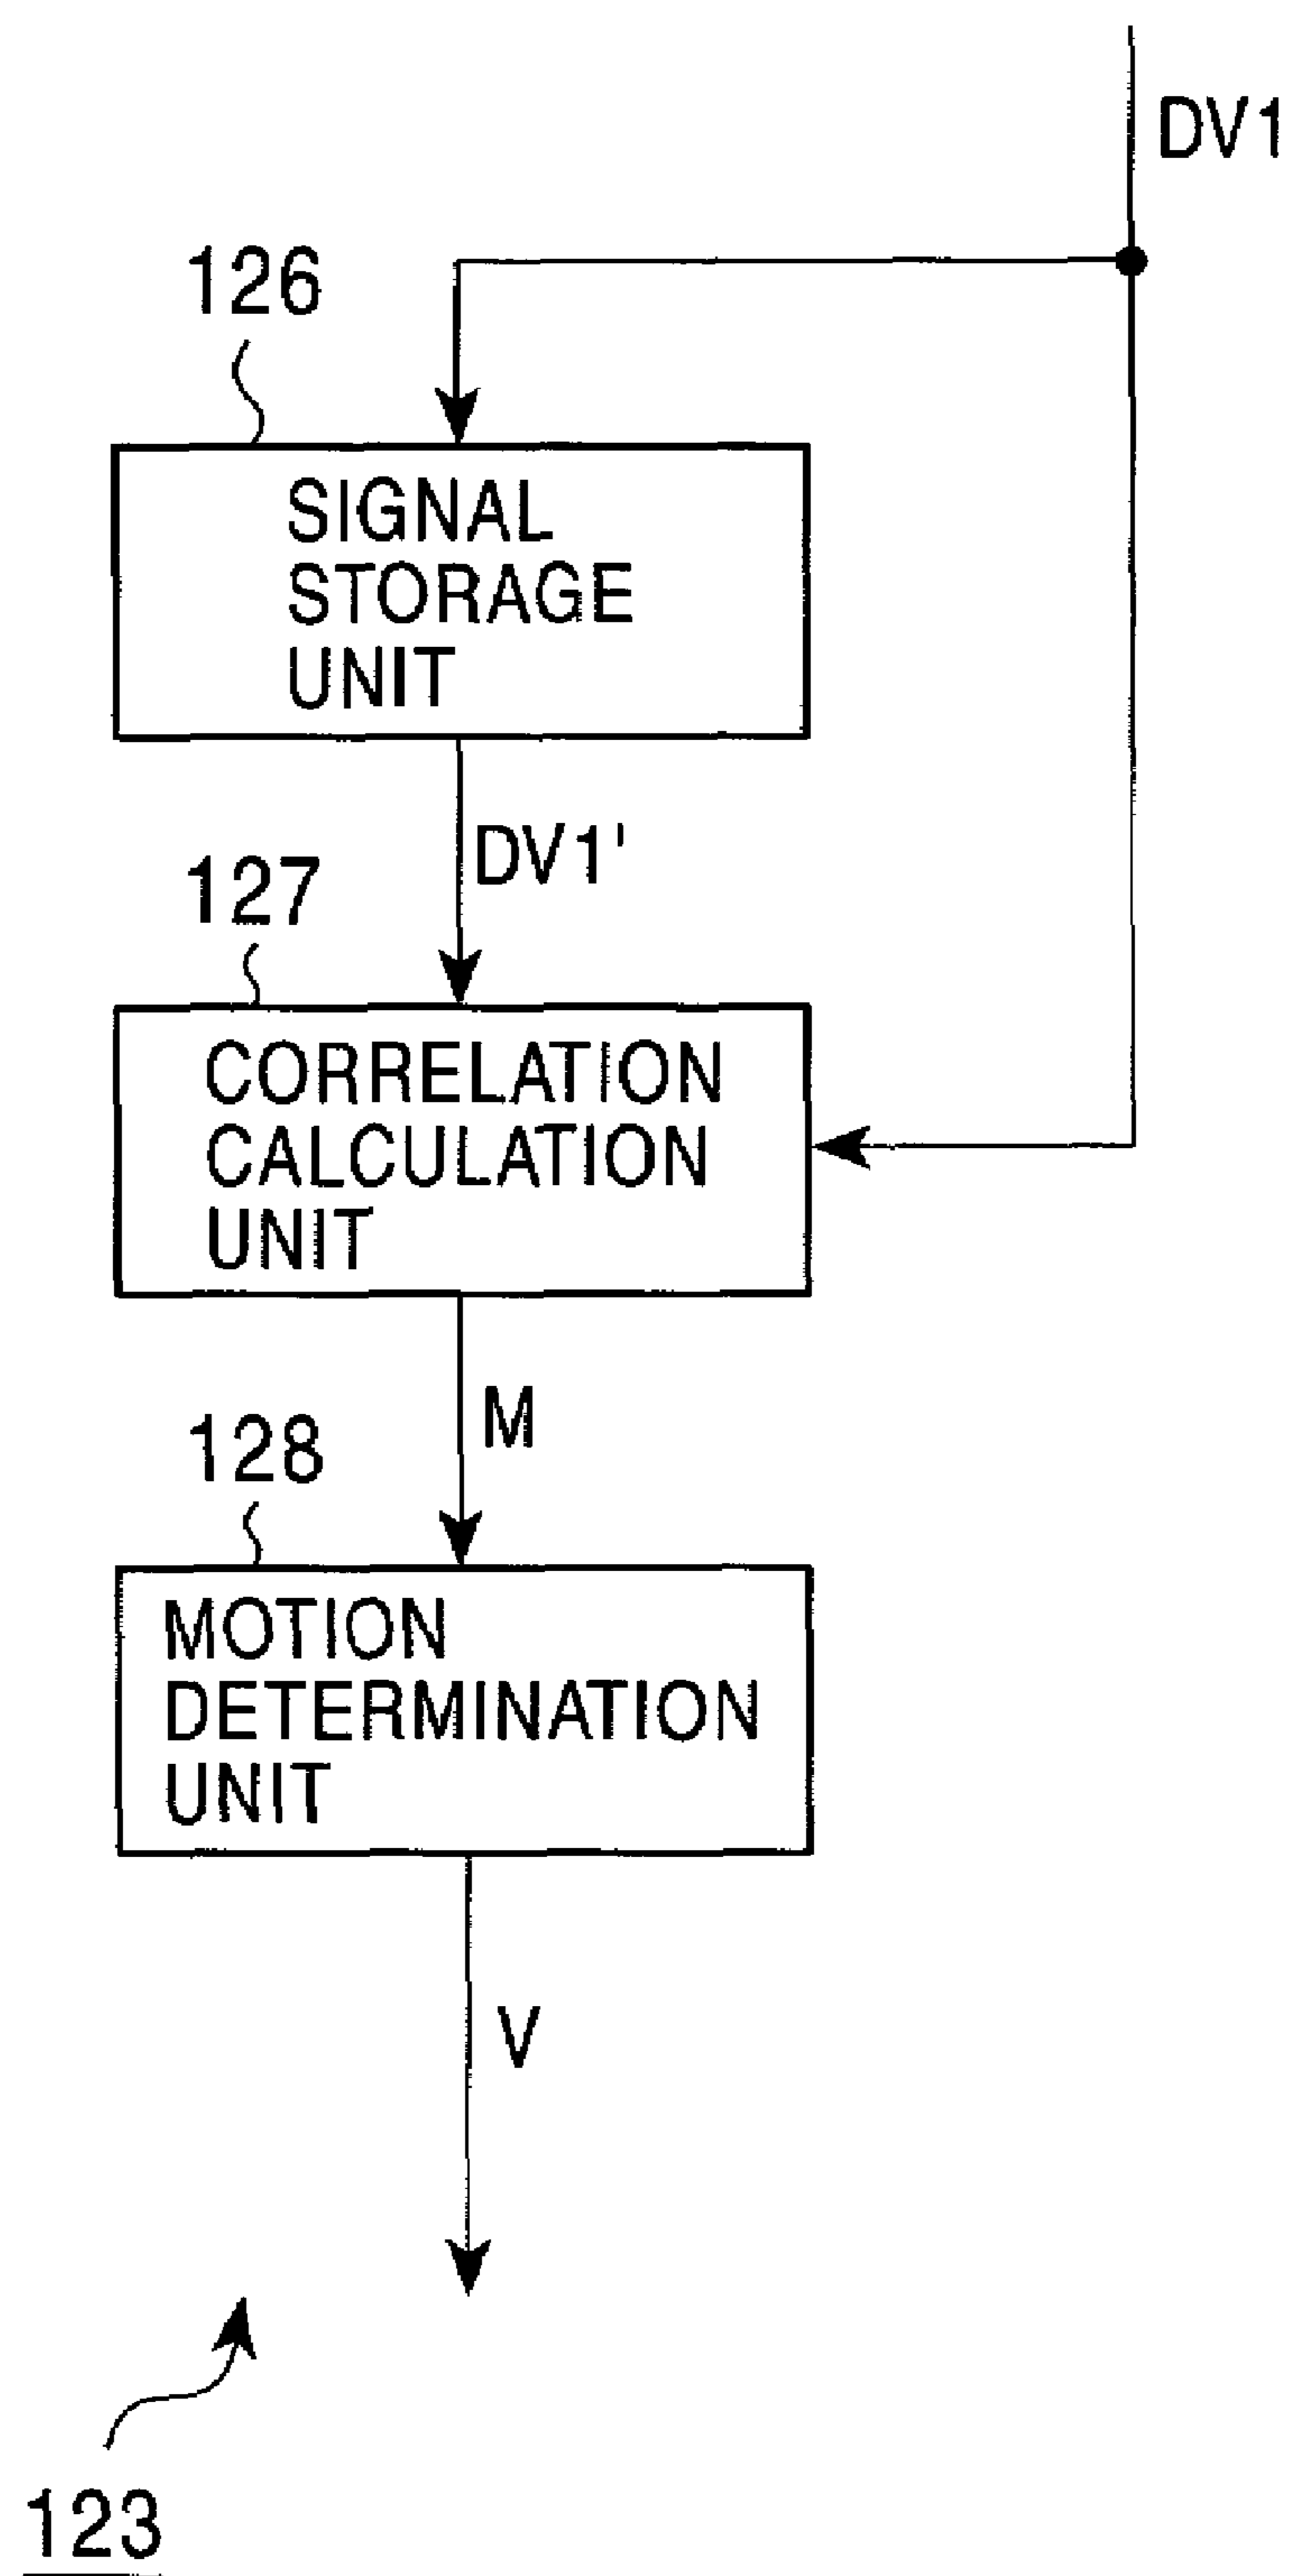 DV1
126
SIGNAL
STORAGE
UNIT
DV1'
127
CORRELATION
CALCULATION
UNIT
M
128
MOTION
DETERMINATION
UNIT
V
123